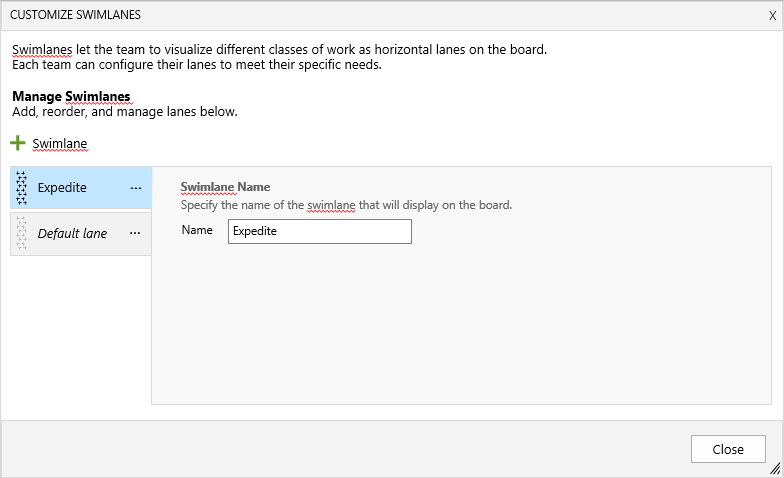 CUSTOMIZE SWIMLANES X
Swimlanes let the team to visualize different classes of work as horizontal lanes on the board.
Each team can configure their lanes to meet their specific needs.
Manage Swimlanes
Add, reorder, and manage lanes below.
Swimlane
Expedite ...
Default lane ...
Swimlane Name
Specify the name of the swimlane that will display on the board.
Name Expedite
Close